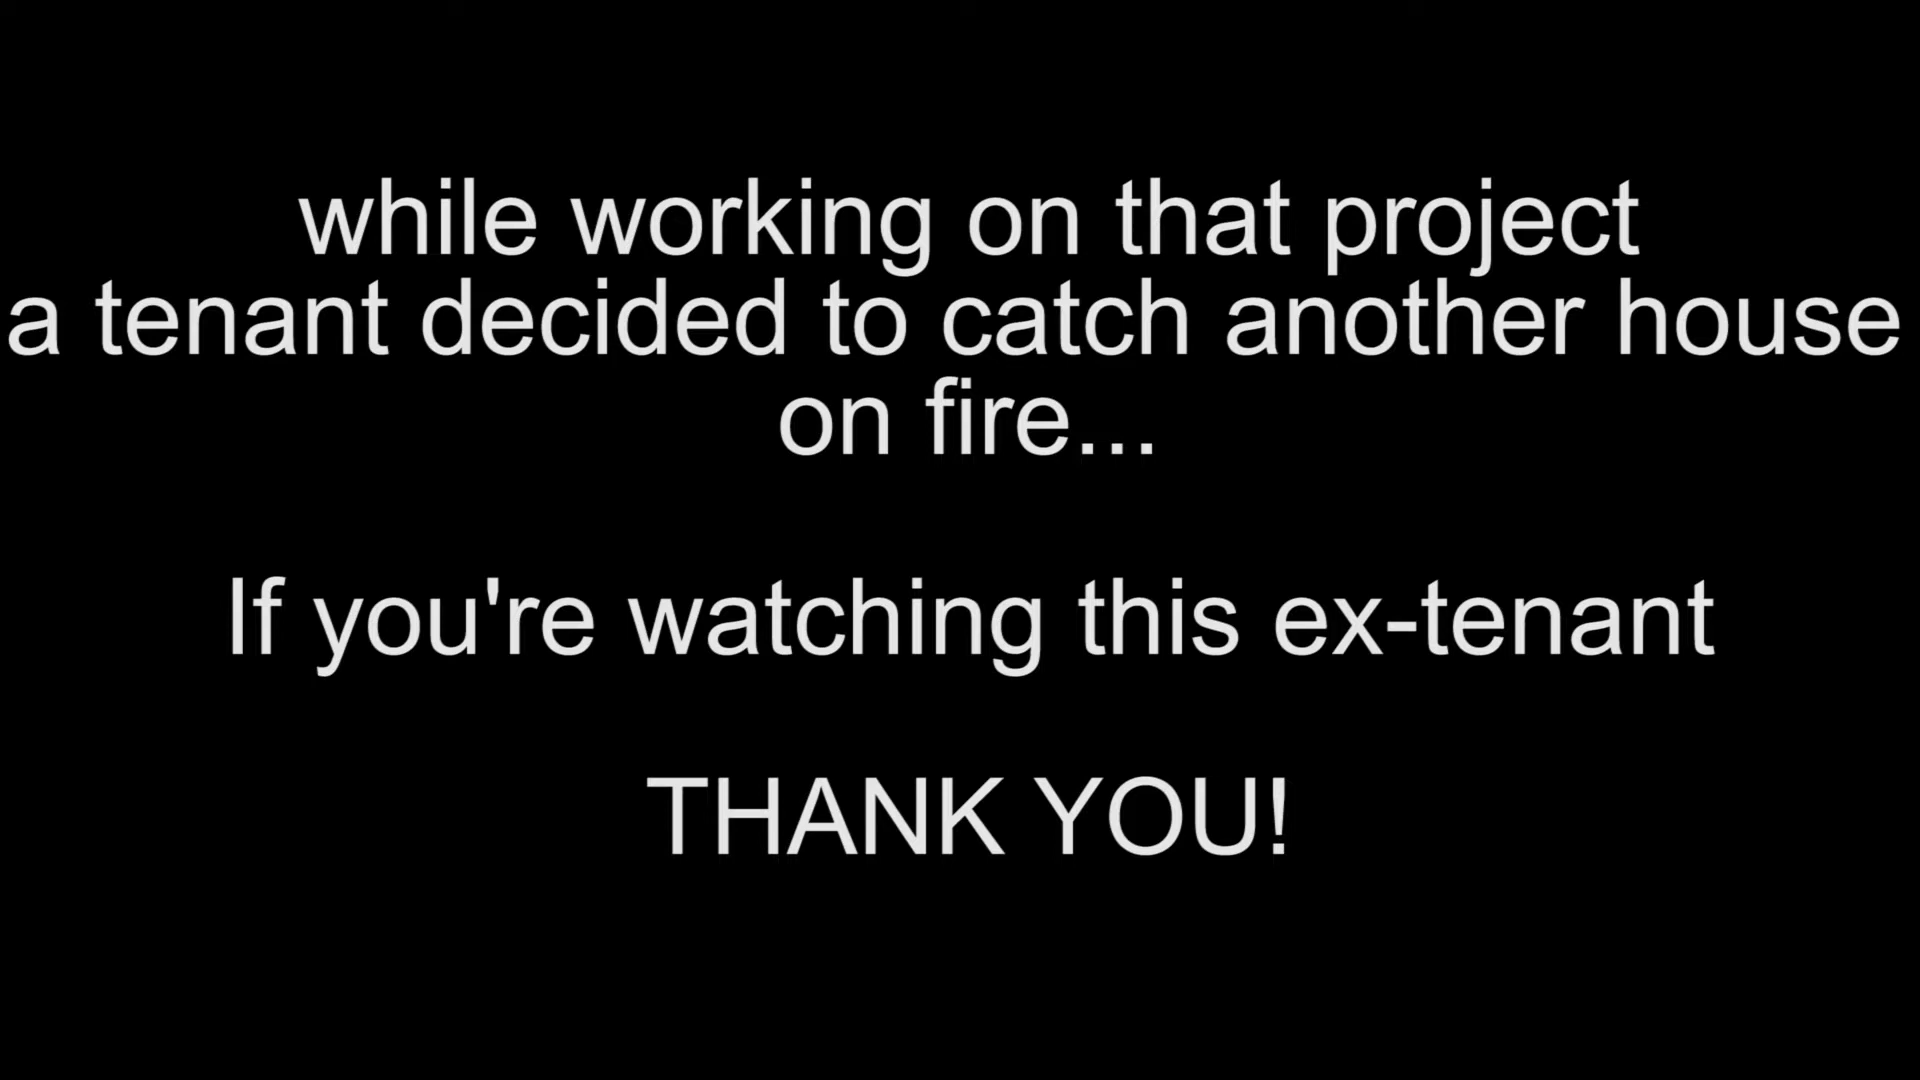 while working on that project
a tenant decided to catch another house
on fire...
If you're watching this ex-tenant
THANK YOU!